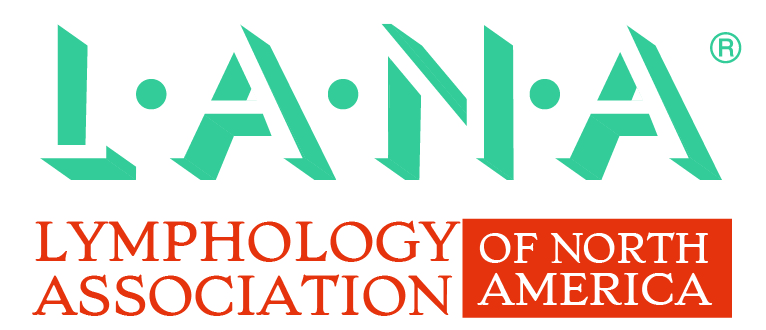 L·A·N·A®
LYMPHOLOGY OF NORTH
ASSOCIATION AMERICA